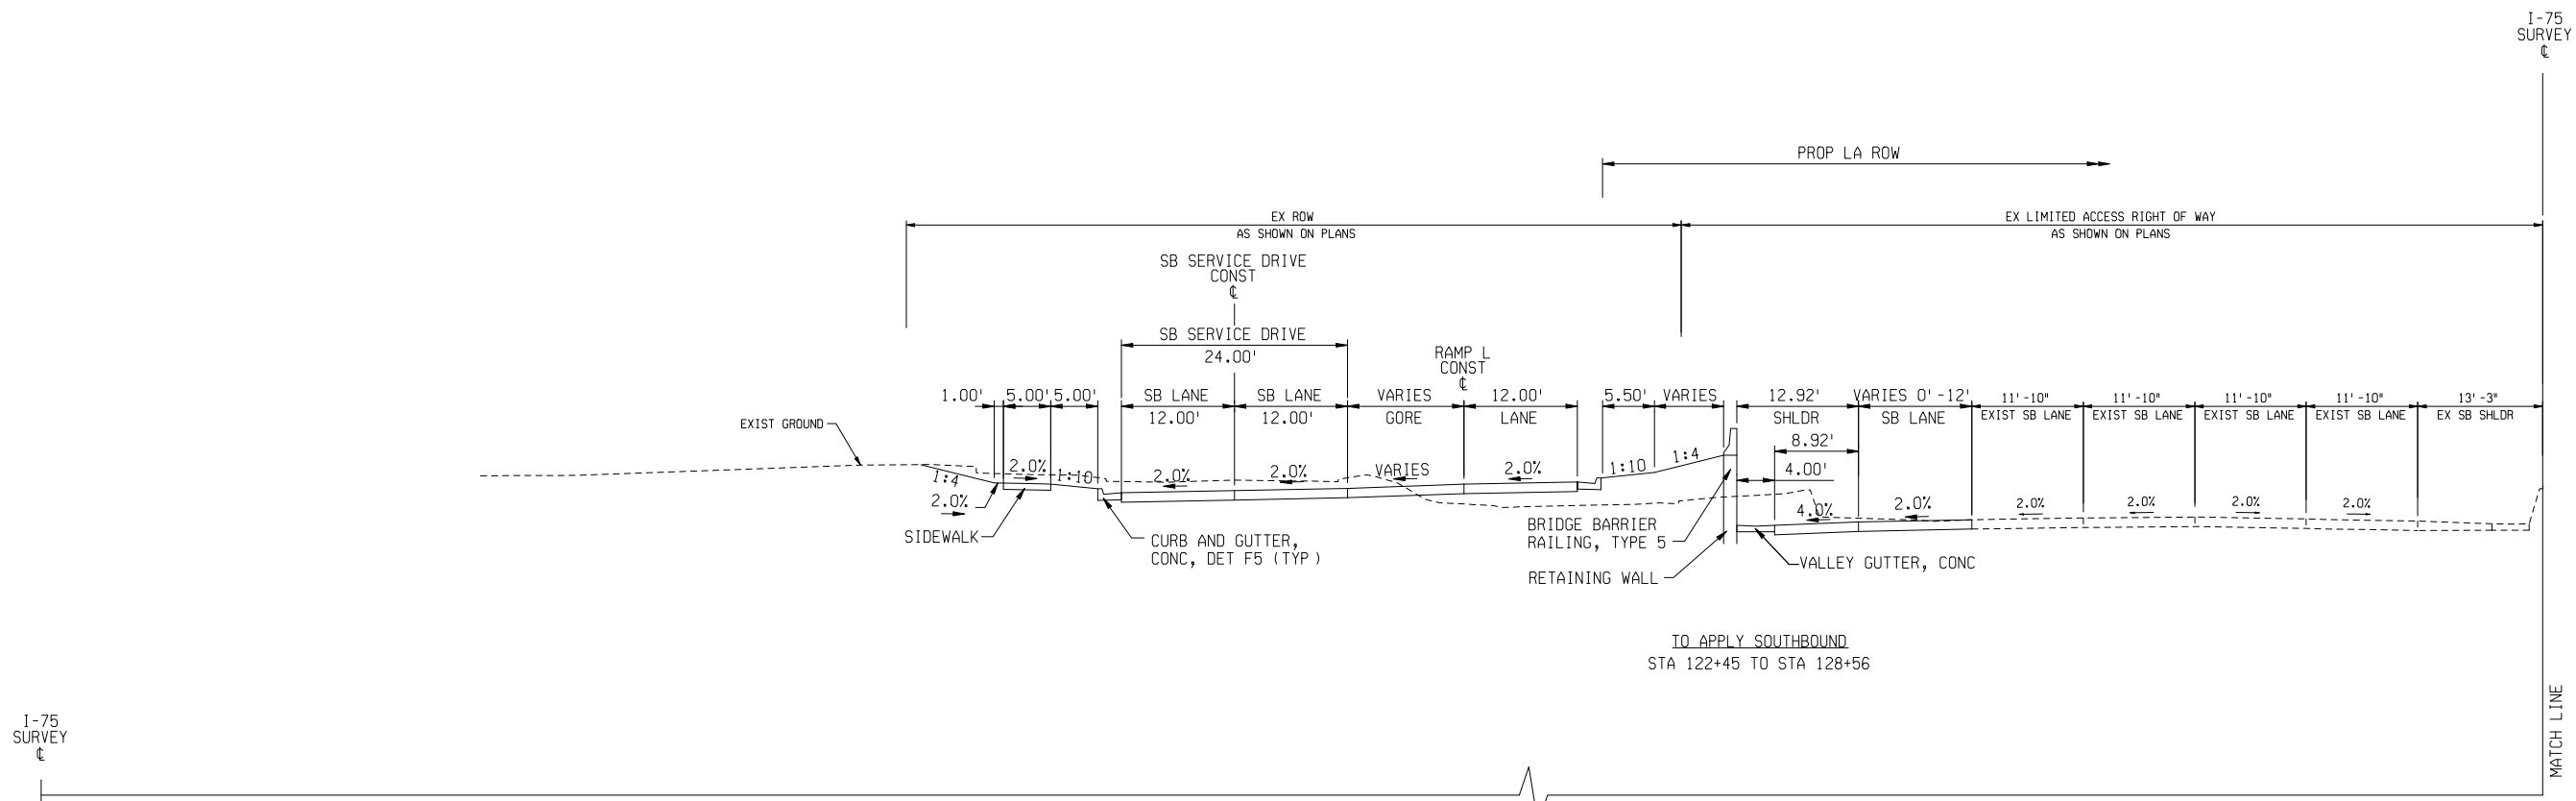 I-75
SURVEY
℄
PROP LA ROW
EX ROW
AS SHOWN ON PLANS
EX LIMITED ACCESS RIGHT OF WAY
AS SHOWN ON PLANS
SB SERVICE DRIVE
CONST
℄
SB SERVICE DRIVE
24.00'
RAMP L
CONST
℄
1.00'
5.00'
5.00'
SB LANE
12.00'
SB LANE
12.00'
VARIES
GORE
12.00'
LANE
5.50'
VARIES
12.92'
SHLDR
VARIES 0'-12'
SB LANE
11'-10"
EXIST SB LANE
11'-10"
EXIST SB LANE
11'-10"
EXIST SB LANE
11'-10"
EXIST SB LANE
13'-3"
EX SB SHLDR
8.92'
4.00'
EXIST GROUND
1:4
2.0%
2.0%
1:10
2.0%
2.0%
VARIES
2.0%
1:10
1:4
4.0%
2.0%
2.0%
2.0%
2.0%
2.0%
SIDEWALK
CURB AND GUTTER,
CONC, DET F5 (TYP)
BRIDGE BARRIER
RAILING, TYPE 5
RETAINING WALL
VALLEY GUTTER, CONC
TO APPLY SOUTHBOUND
STA 122+45 TO STA 128+56
MATCH LINE
I-75
SURVEY
℄